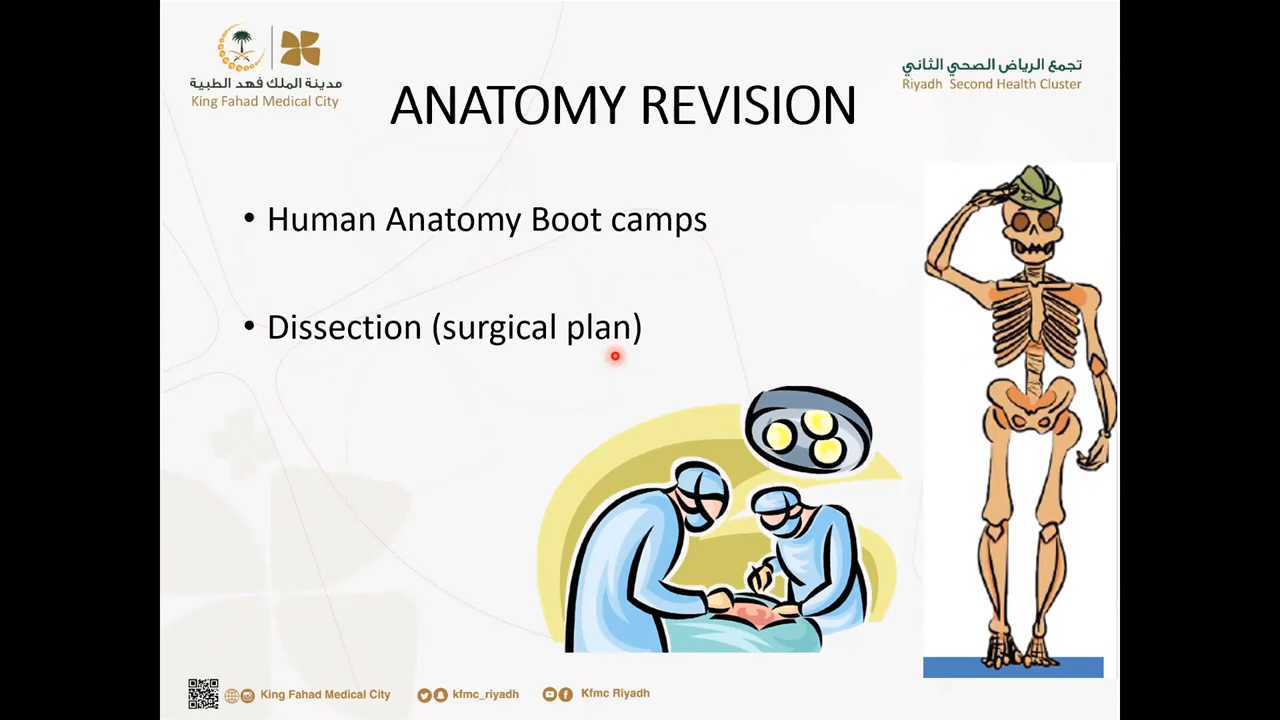 مدينة الملك فهد الطبية
King Fahad Medical City
تجمع الرياض الصحي الثاني
Riyadh Second Health Cluster
ANATOMY REVISION
• Human Anatomy Boot camps
• Dissection (surgical plan)
King Fahad Medical City
kfmc_riyadh
Kfmc Riyadh